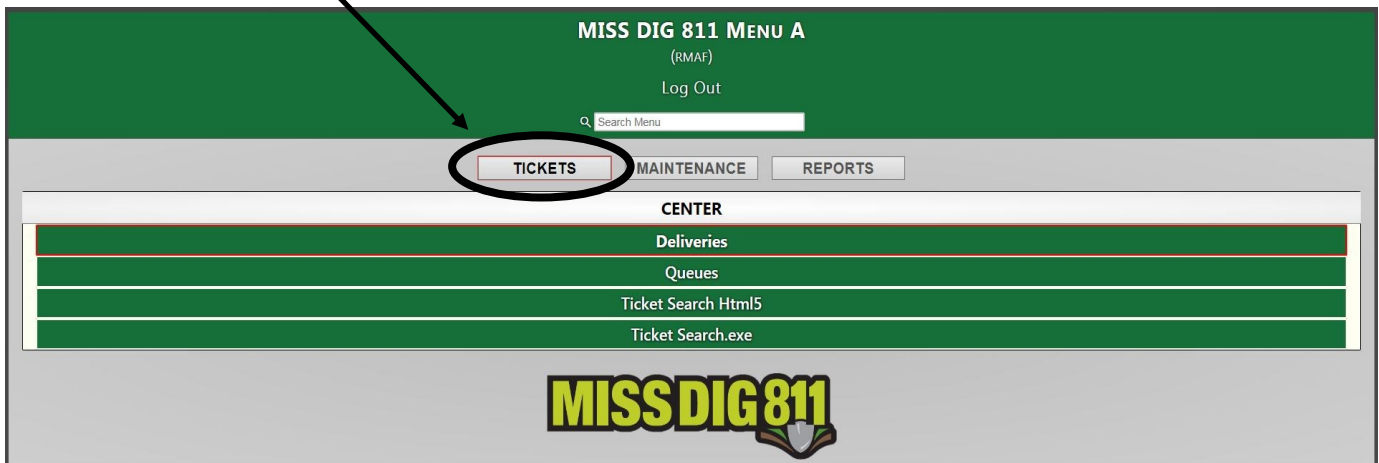 MISS DIG 811 MENU A
(RMAF)
Log Out
Search Menu
TICKETS MAINTENANCE REPORTS
CENTER
Deliveries
Queues
Ticket Search Html5
Ticket Search.exe
MISS DIG 811